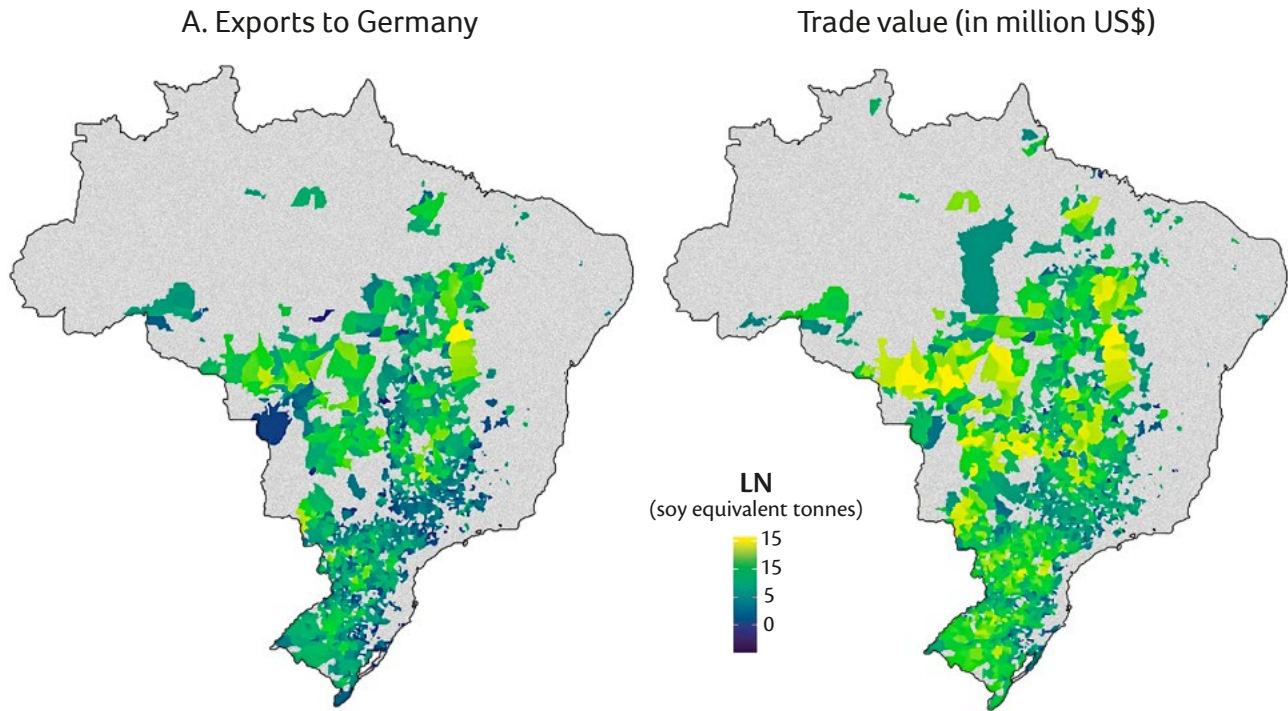 A. Exports to Germany
Trade value (in million US$)
LN
(soy equivalent tonnes)
15
15
5
0